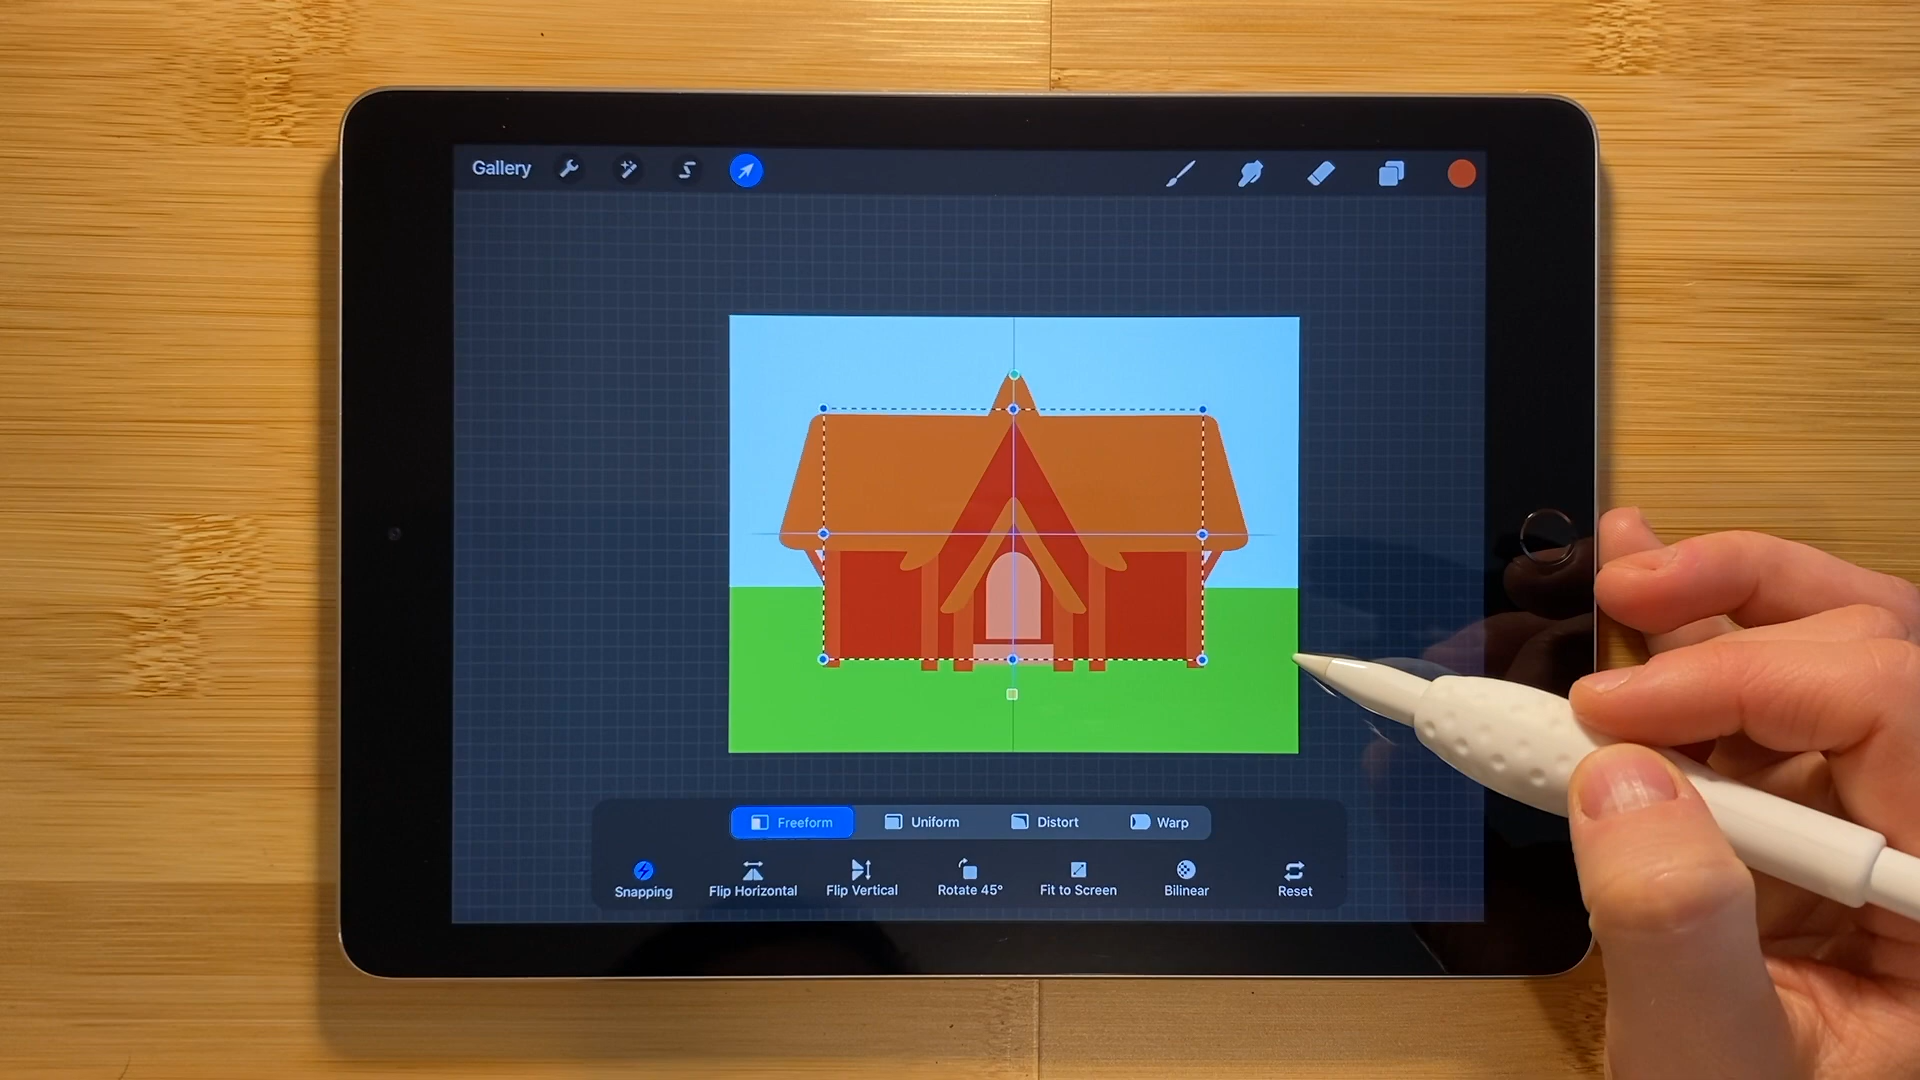 Gallery
Freeform Uniform Distort Warp
Snapping Flip Horizontal Flip Vertical Rotate 45° Fit to Screen Bilinear Reset